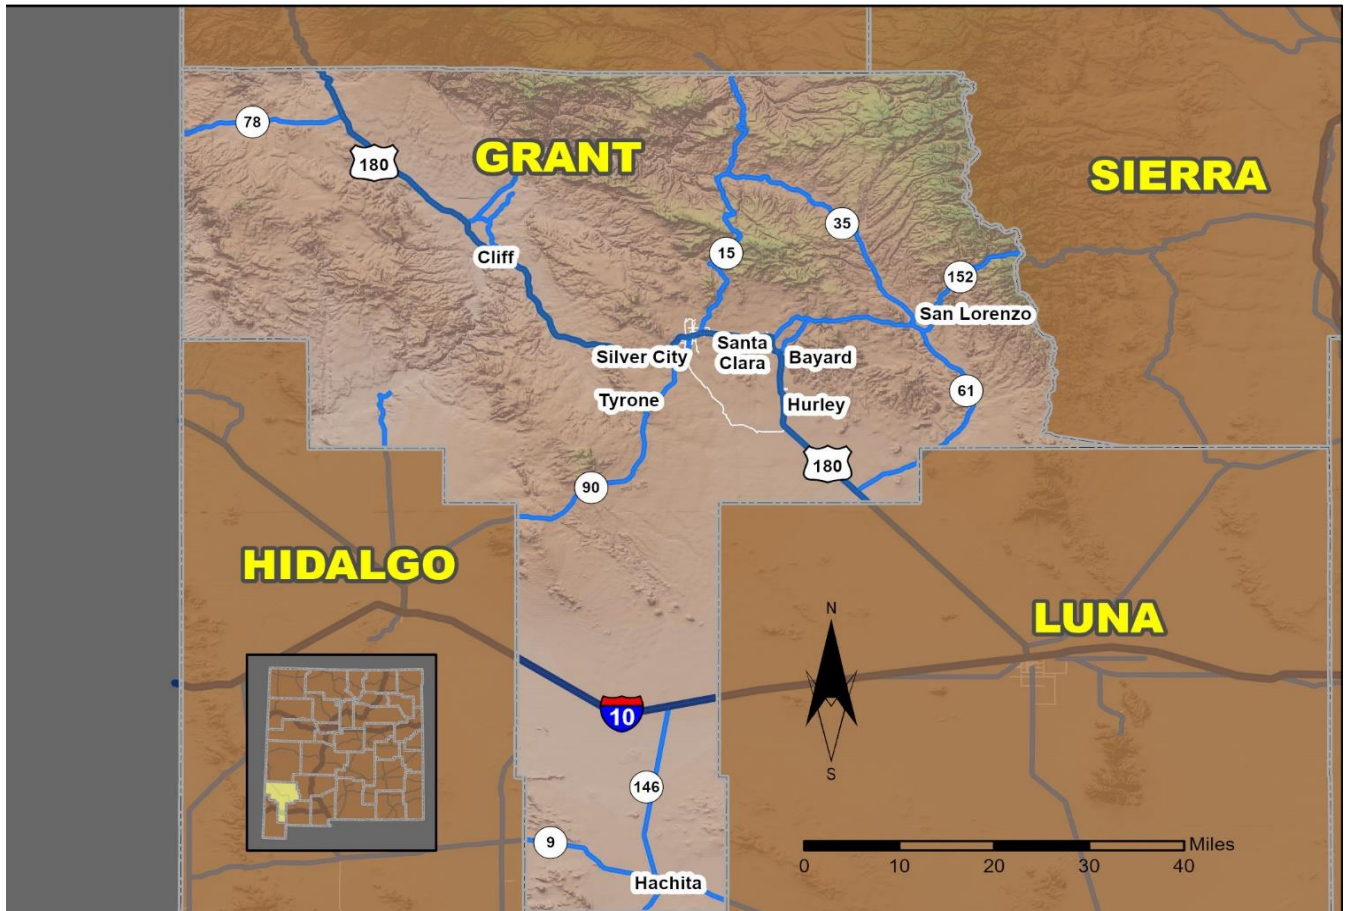 78
180
GRANT
SIERRA
35
15
152
Cliff
San Lorenzo
Silver City
Santa
Clara
Bayard
Tyrone
Hurley
61
180
90
HIDALGO
LUNA
N
S
10
146
9
Hachita
Miles
0 10 20 30 40